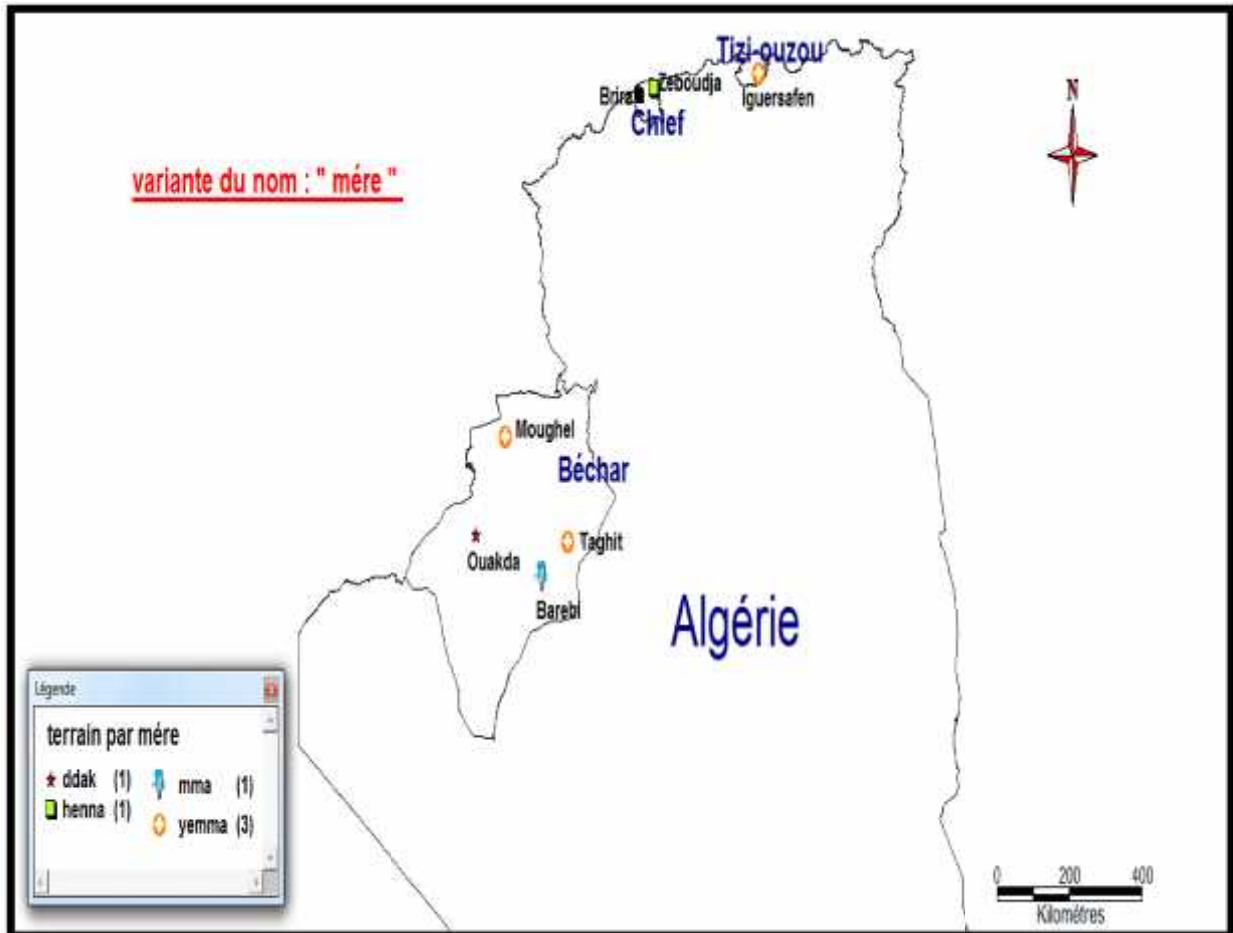 Tizi-ouzou
Zeboudja
Brira
Iguersafen
Chlef
N
variante du nom : " mére "
Moughel
Béchar
Ouakda
Taghit
Barebi
Algérie
Légende
terrain par mére
ddak (1)
mma (1)
henna (1)
yemma (3)
0 200 400
Kilométres